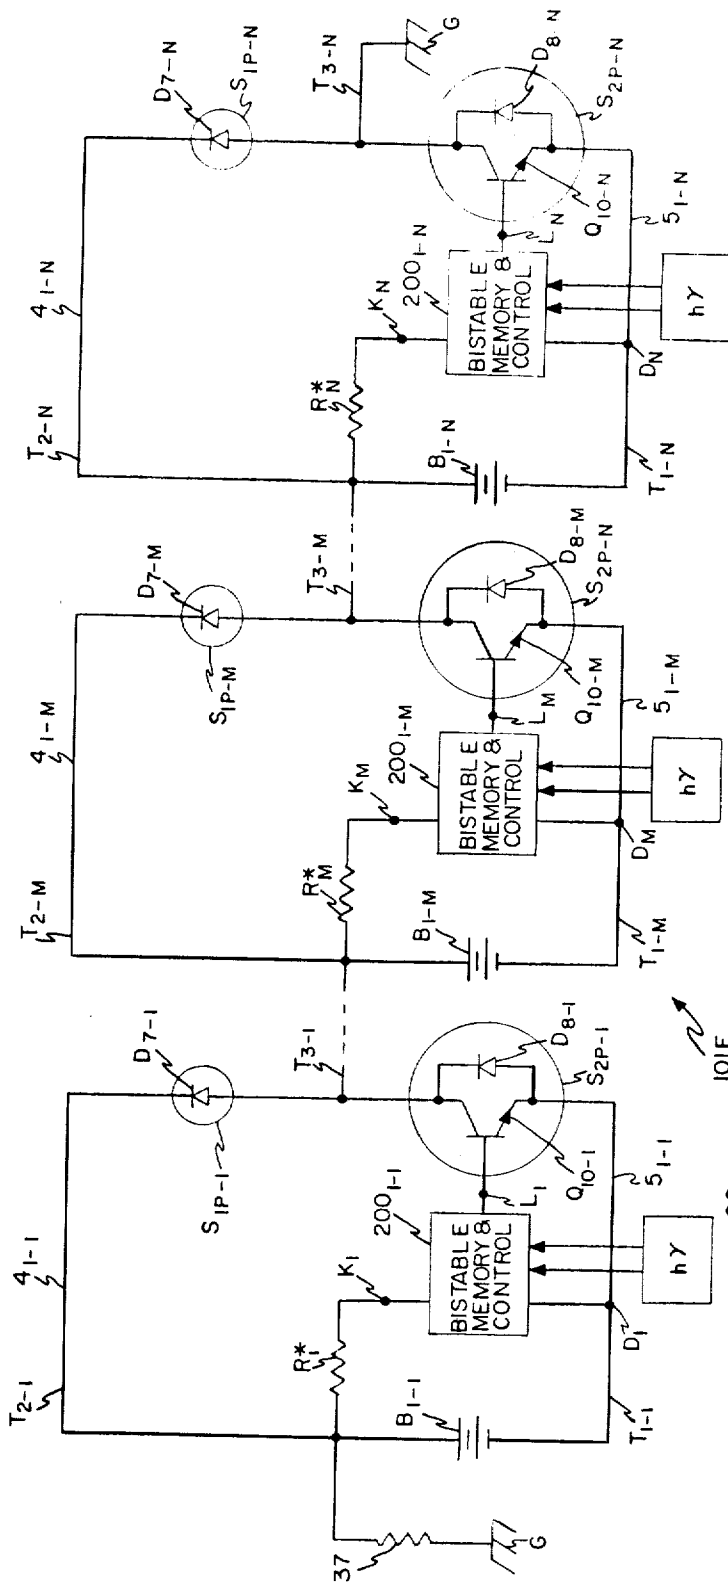 T2-1
41-1
D7-1
S1P-1
T3-1
R*1
K1
B1-1
2001-1
BISTABLE
MEMORY &
CONTROL
L1
D8-1
S2P-1
Q10-1
51-1
T1-1
D1
hγ
37
G
101F
T2-M
41-M
D7-M
S1P-M
T3-M
R*M
KM
B1-M
2001-M
BISTABLE
MEMORY &
CONTROL
LM
D8-M
S2P-N
Q10-M
51-M
T1-M
DM
hγ
T2-N
41-N
D7-N
S1P-N
T3-N
G
R*N
KN
B1-N
2001-N
BISTABLE
MEMORY &
CONTROL
LN
D8-N
S2P-N
Q10-N
51-N
T1-N
DN
hγ